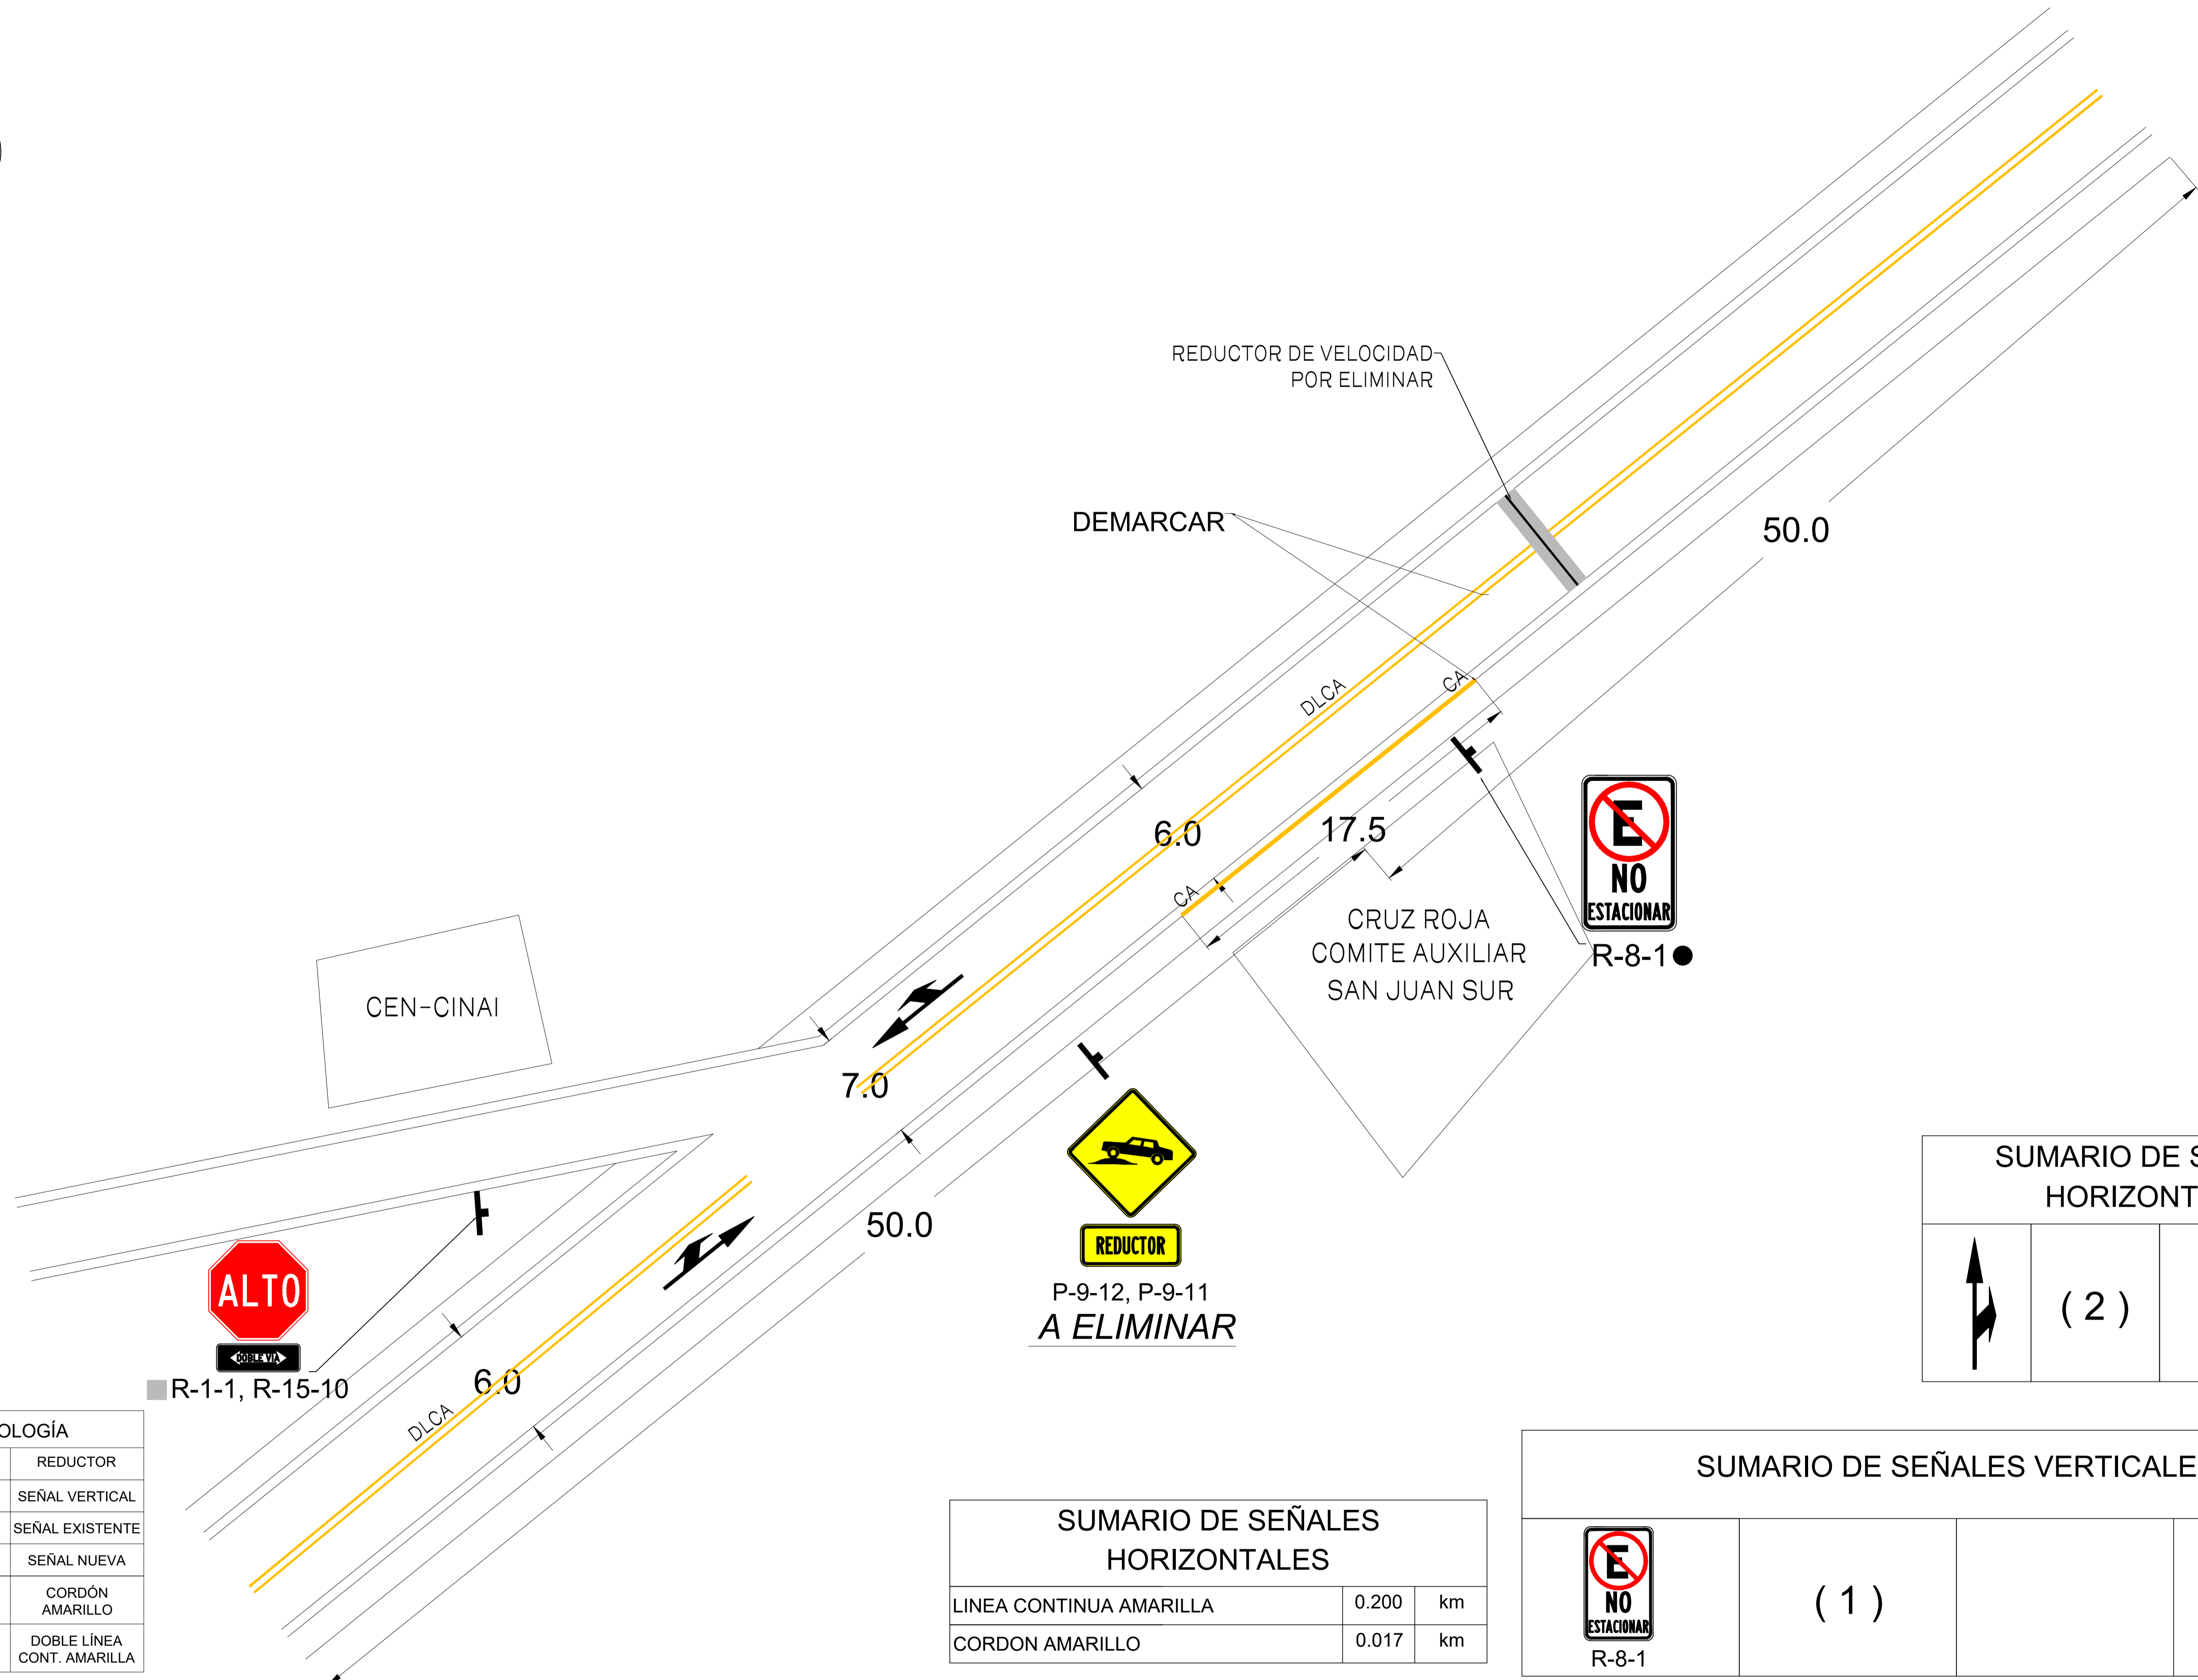 REDUCTOR DE VELOCIDAD
POR ELIMINAR
DEMARCAR
50.0
DLCA
CA
6.0
17.5
CA
E
NO
ESTACIONAR
R-8-1
CRUZ ROJA
COMITE AUXILIAR
SAN JUAN SUR
CEN-CINAI
7.0
50.0
REDUCTOR
P-9-12, P-9-11
A ELIMINAR
ALTO
DOBLE VIA
R-1-1, R-15-10
6.0
DLCA
OLOGÍA
REDUCTOR
SEÑAL VERTICAL
SEÑAL EXISTENTE
SEÑAL NUEVA
CORDÓN
AMARILLO
DOBLE LÍNEA
CONT. AMARILLA
SUMARIO DE SEÑALES
HORIZONTALES
LINEA CONTINUA AMARILLA 0.200 km
CORDON AMARILLO 0.017 km
SUMARIO DE S
HORIZONT
( 2 )
SUMARIO DE SEÑALES VERTICALE
E
NO
ESTACIONAR
R-8-1
( 1 )